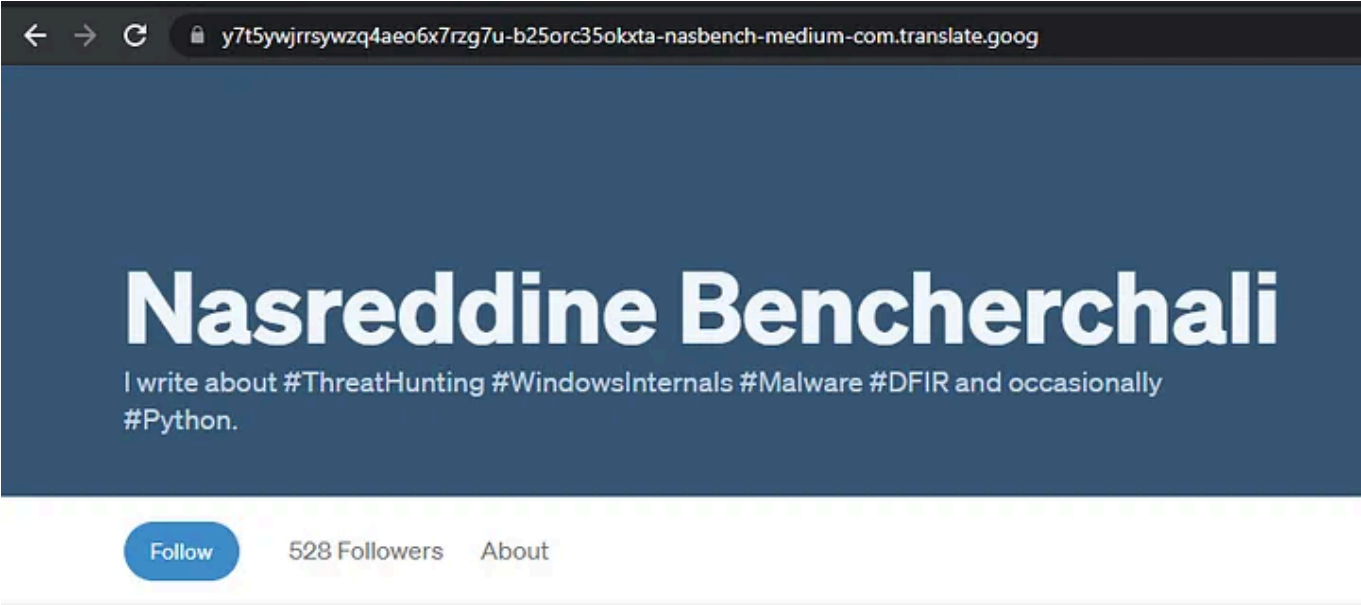 y7t5ywjrrsywzq4aeo6x7rzg7u-b25orc35okxta-nasbench-medium-com.translate.goog
Nasreddine Bencherchali
I write about #ThreatHunting #WindowsInternals #Malware #DFIR and occasionally
#Python.
Follow 528 Followers About